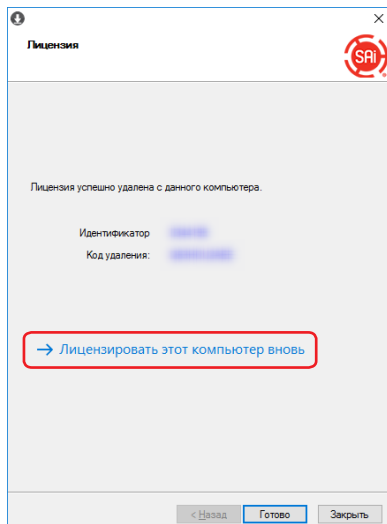 Лицензия
SAi
Лицензия успешно удалена с данного компьютера.
Идентификатор
Код удаления:
→ Лицензировать этот компьютер вновь
< Назад Готово Закрыть